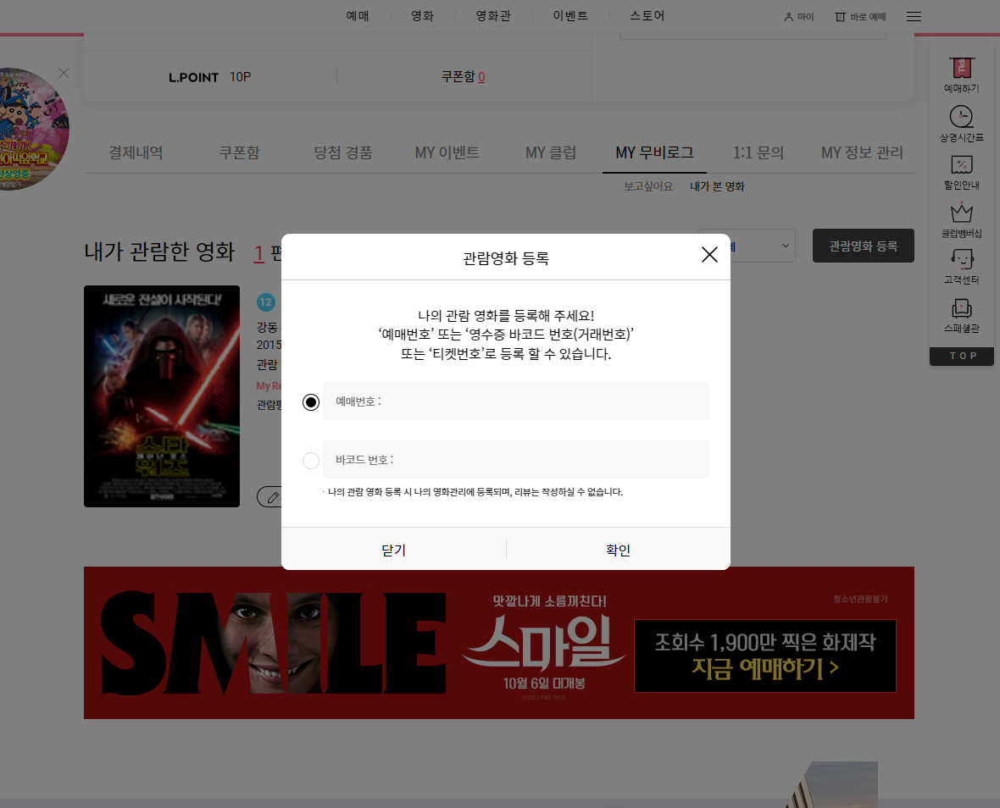 예매 영화 영화관 이벤트 스토어
마이 바로 예매
L.POINT 10P 쿠폰함 0
결제내역 쿠폰함 당첨 경품 MY 이벤트 MY 클럽 MY 무비로그 1:1 문의 MY 정보 관리
보고싶어요 내가 본 영화
예매하기
상영시간표
할인안내
클럽멤버십
고객센터
스페셜관
TOP
내가 관람한 영화 1 편
관람영화 등록
새로운 전설이 시작된다!
스타
워즈
12
강동
2015
관람
My Re
관람평
관람영화 등록
나의 관람 영화를 등록해 주세요!
‘예매번호’ 또는 ‘영수증 바코드 번호(거래번호)’
또는 ‘티켓번호’로 등록 할 수 있습니다.
예매번호 :
바코드 번호 :
· 나의 관람 영화 등록 시 나의 영화관리에 등록되며, 리뷰는 작성하실 수 없습니다.
닫기 확인
SMILE
맛깔나게 소름끼친다!
스마일
10월 6일 대개봉
청소년관람불가
조회수 1,900만 찍은 화제작
지금 예매하기 >